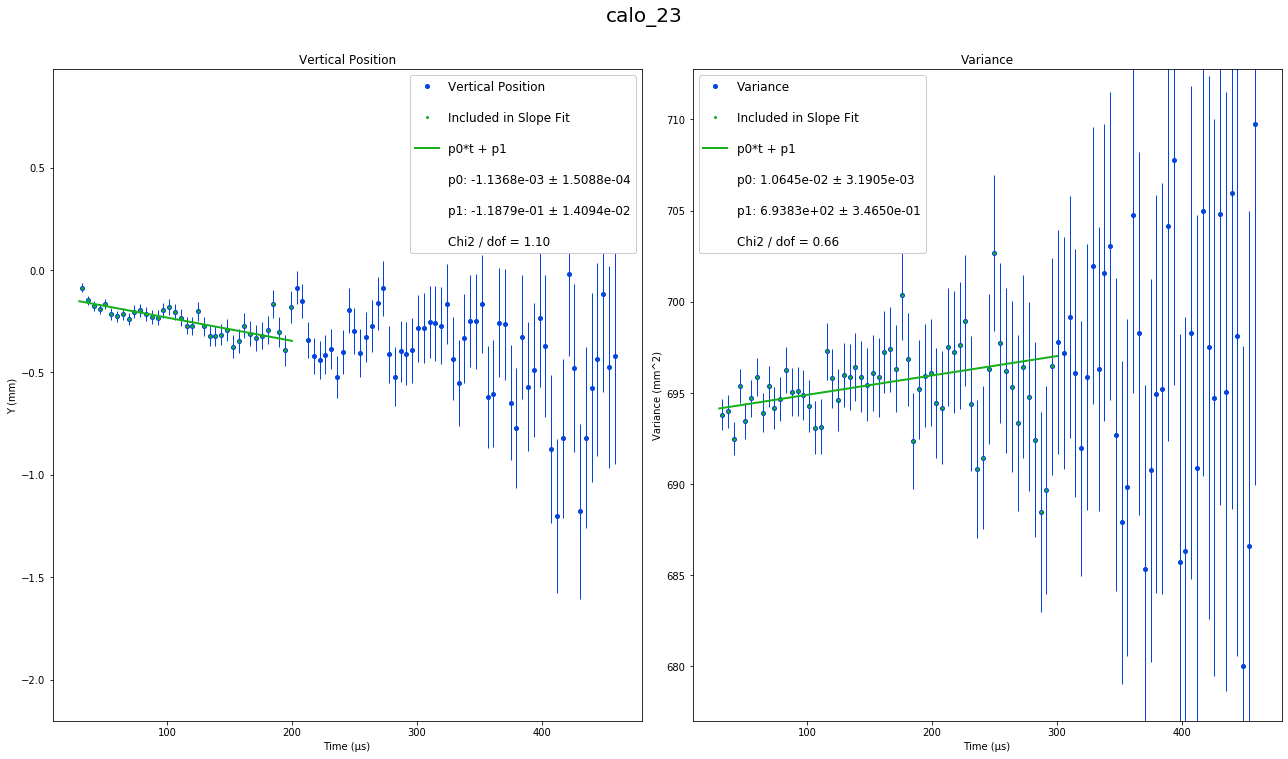 calo_23
Vertical Position
Vertical Position
Included in Slope Fit
p0*t + p1
p0: -1.1368e-03 ± 1.5088e-04
p1: -1.1879e-01 ± 1.4094e-02
Chi2 / dof = 1.10
0.5
0.0
−0.5
−1.0
−1.5
−2.0
Y (mm)
100
200
300
400
Time (μs)
Variance
Variance
Included in Slope Fit
p0*t + p1
p0: 1.0645e-02 ± 3.1905e-03
p1: 6.9383e+02 ± 3.4650e-01
Chi2 / dof = 0.66
710
705
700
695
690
685
680
Variance (mm^2)
100
200
300
400
Time (μs)